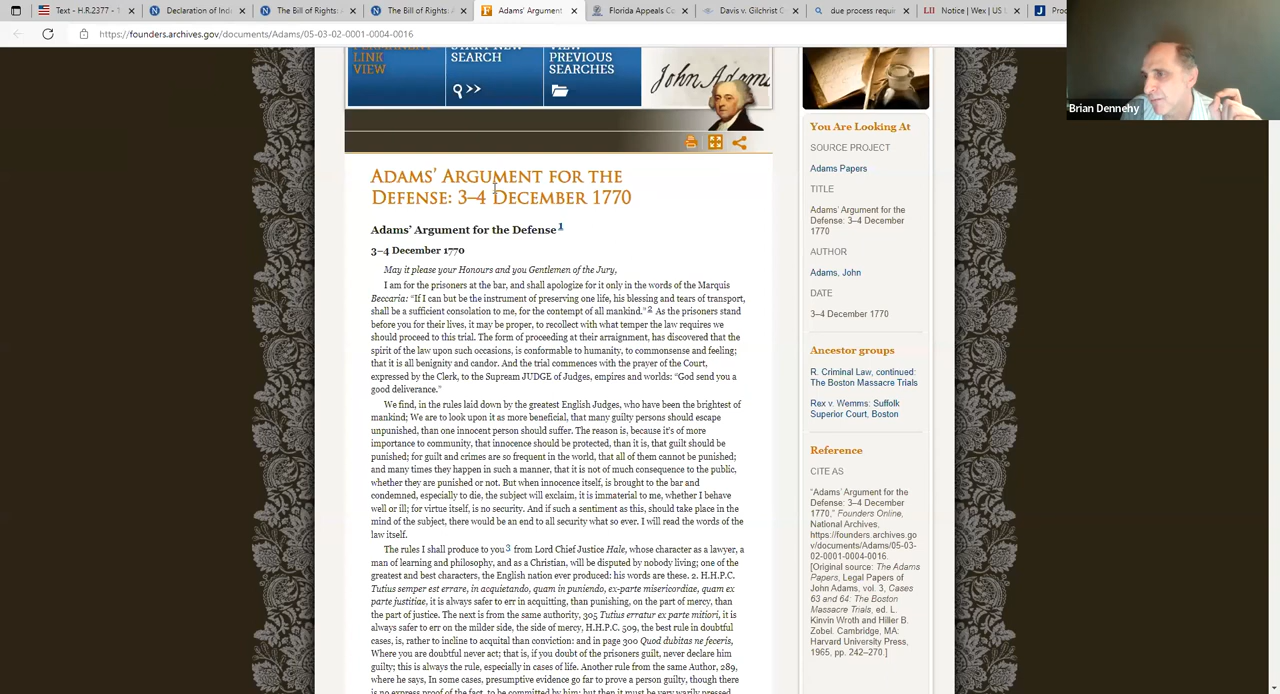 Text - H.R.2377 - 
Declaration of Inde
The Bill of Rights: A
The Bill of Rights: A
Adams' Argument
Florida Appeals Co
Davis v. Gilchrist C
due process requir
LII Notice | Wex | US L
https://founders.archives.gov/documents/Adams/05-03-02-0001-0004-0016
Brian Dennehy
LINK
VIEW
START NEW
SEARCH
VIEW
PREVIOUS
SEARCHES
John Adams
ADAMS' ARGUMENT FOR THE
DEFENSE: 3–4 DECEMBER 1770
Adams' Argument for the Defense 1
3–4 December 1770
May it please your Honours and you Gentlemen of the Jury,
I am for the prisoners at the bar, and shall apologize for it only in the words of the Marquis
Beccaria: "If I can but be the instrument of preserving one life, his blessing and tears of transport,
shall be a sufficient consolation to me, for the contempt of all mankind." 2 As the prisoners stand
before you for their lives, it may be proper, to recollect with what temper the law requires we
should proceed to this trial. The form of proceeding at their arraignment, has discovered that the
spirit of the law upon such occasions, is conformable to humanity, to commonsense and feeling;
that it is all benignity and candor. And the trial commences with the prayer of the Court,
expressed by the Clerk, to the Supream JUDGE of Judges, empires and worlds: "God send you a
good deliverance."
We find, in the rules laid down by the greatest English Judges, who have been the brightest of
mankind; We are to look upon it as more beneficial, that many guilty persons should escape
unpunished, than one innocent person should suffer. The reason is, because it's of more
importance to community, that innocence should be protected, than it is, that guilt should be
punished; for guilt and crimes are so frequent in the world, that all of them cannot be punished;
and many times they happen in such a manner, that it is not of much consequence to the public,
whether they are punished or not. But when innocence itself, is brought to the bar and
condemned, especially to die, the subject will exclaim, it is immaterial to me, whether I behave
well or ill; for virtue itself, is no security. And if such a sentiment as this, should take place in the
mind of the subject, there would be an end to all security what so ever. I will read the words of the
law itself.
The rules I shall produce to you 3 from Lord Chief Justice Hale, whose character as a lawyer, a
man of learning and philosophy, and as a Christian, will be disputed by nobody living; one of the
greatest and best characters, the English nation ever produced: his words are these. 2. H.H.P.C.
Tutius semper est errare, in acquietando, quam in puniendo, ex-parte misericordiae, quam ex
parte justitiae, it is always safer to err in acquitting, than punishing, on the part of mercy, than
the part of justice. The next is from the same authority, 305 Tutius erratur ex parte mitiori, it is
always safer to err on the milder side, the side of mercy, H.H.P.C. 509, the best rule in doubtful
cases, is, rather to incline to acquital than conviction: and in page 300 Quod dubitas ne feceris,
Where you are doubtful never act; that is, if you doubt of the prisoners guilt, never declare him
guilty; this is always the rule, especially in cases of life. Another rule from the same Author, 289,
where he says, In some cases, presumptive evidence go far to prove a person guilty, though there
is no express proof of the fact, to be committed by him; but then it must be very warily pressed
You Are Looking At
SOURCE PROJECT
Adams Papers
TITLE
Adams' Argument for the
Defense: 3–4 December
1770
AUTHOR
Adams, John
DATE
3–4 December 1770
Ancestor groups
R. Criminal Law, continued:
The Boston Massacre Trials
Rex v. Wemms: Suffolk
Superior Court, Boston
Reference
CITE AS
"Adams' Argument for the
Defense: 3–4 December
1770," Founders Online,
National Archives,
https://founders.archives.go
v/documents/Adams/05-03-
02-0001-0004-0016.
[Original source: The Adams
Papers, Legal Papers of
John Adams, vol. 3, Cases
63 and 64: The Boston
Massacre Trials, ed. L.
Kinvin Wroth and Hiller B.
Zobel. Cambridge, MA:
Harvard University Press,
1965, pp. 242–270.]